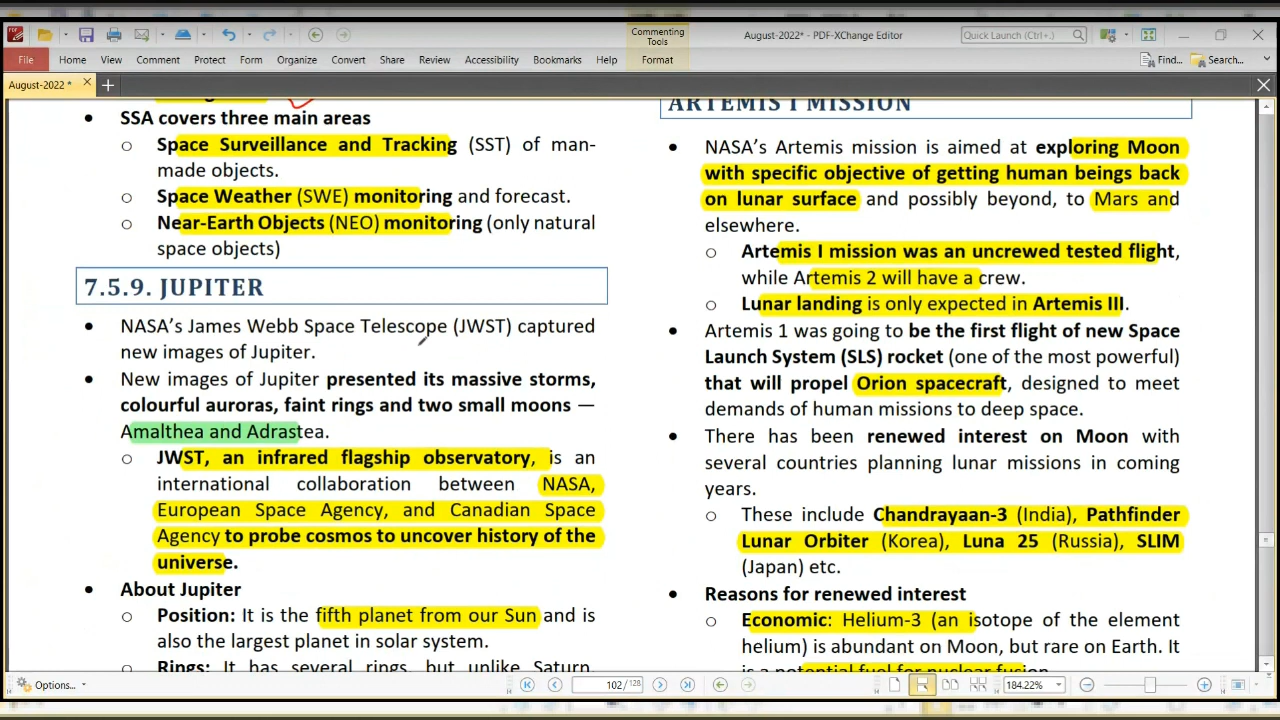 Commenting Tools
August-2022* - PDF-XChange Editor
Quick Launch (Ctrl+.)
File Home View Comment Protect Form Organize Convert Share Review Accessibility Bookmarks Help Format
Find... Search...
August-2022 *
SSA covers three main areas
Space Surveillance and Tracking (SST) of man-
made objects.
Space Weather (SWE) monitoring and forecast.
Near-Earth Objects (NEO) monitoring (only natural
space objects)
7.5.9. JUPITER
NASA's James Webb Space Telescope (JWST) captured
new images of Jupiter.
New images of Jupiter presented its massive storms,
colourful auroras, faint rings and two small moons —
Amalthea and Adrastea.
JWST, an infrared flagship observatory, is an
international collaboration between NASA,
European Space Agency, and Canadian Space
Agency to probe cosmos to uncover history of the
universe.
About Jupiter
Position: It is the fifth planet from our Sun and is
also the largest planet in solar system.
Rings: It has several rings, but unlike Saturn,
ARTEMIS I MISSION
NASA's Artemis mission is aimed at exploring Moon
with specific objective of getting human beings back
on lunar surface and possibly beyond, to Mars and
elsewhere.
Artemis I mission was an uncrewed tested flight,
while Artemis 2 will have a crew.
Lunar landing is only expected in Artemis III.
Artemis 1 was going to be the first flight of new Space
Launch System (SLS) rocket (one of the most powerful)
that will propel Orion spacecraft, designed to meet
demands of human missions to deep space.
There has been renewed interest on Moon with
several countries planning lunar missions in coming
years.
These include Chandrayaan-3 (India), Pathfinder
Lunar Orbiter (Korea), Luna 25 (Russia), SLIM
(Japan) etc.
Reasons for renewed interest
Economic: Helium-3 (an isotope of the element
helium) is abundant on Moon, but rare on Earth. It
is a potential fuel for nuclear fusion.
Options...
102 / 128
184.22%